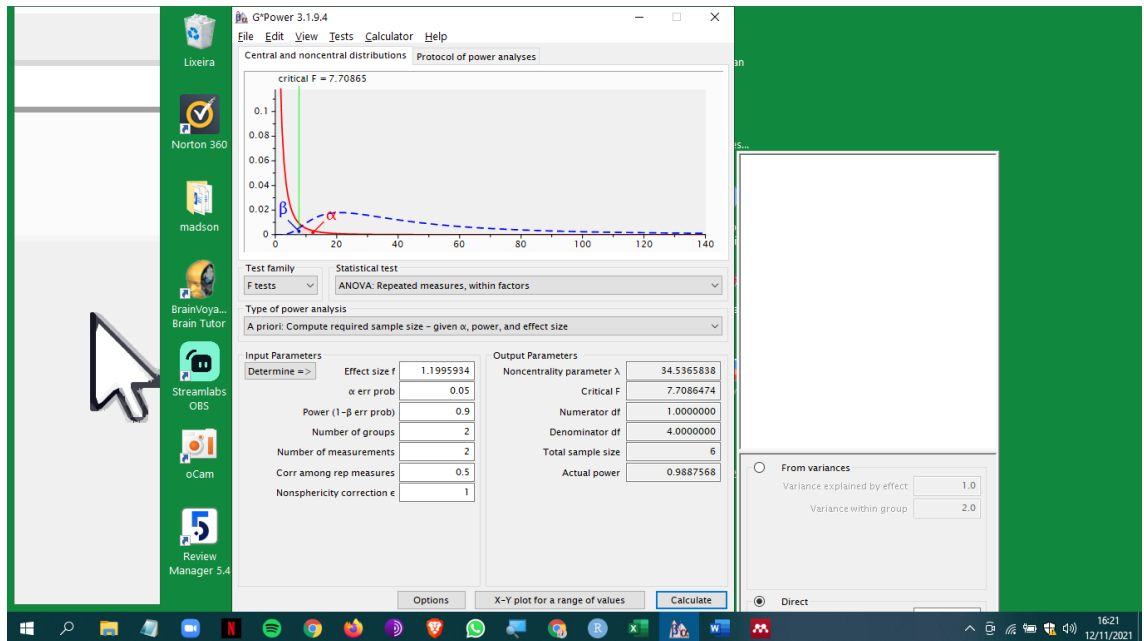 Lixeira
Norton 360
madson
BrainVoya...
Brain Tutor
Streamlabs
OBS
oCam
Review
Manager 5.4
G*Power 3.1.9.4
File Edit View Tests Calculator Help
Central and noncentral distributions
Protocol of power analyses
critical F = 7.70865
0.1
0.08
0.06
0.04
0.02
0
β
α
0 20 40 60 80 100 120 140
Test family
F tests
Statistical test
ANOVA: Repeated measures, within factors
Type of power analysis
A priori: Compute required sample size – given α, power, and effect size
Input Parameters
Determine =>
Effect size f 1.1995934
α err prob 0.05
Power (1-β err prob) 0.9
Number of groups 2
Number of measurements 2
Corr among rep measures 0.5
Nonsphericity correction ε 1
Output Parameters
Noncentrality parameter λ 34.5365838
Critical F 7.7086474
Numerator df 1.0000000
Denominator df 4.0000000
Total sample size 6
Actual power 0.9887568
Options
X-Y plot for a range of values
Calculate
an
s...
From variances
Variance explained by effect 1.0
Variance within group 2.0
Direct
16:21
12/11/2021